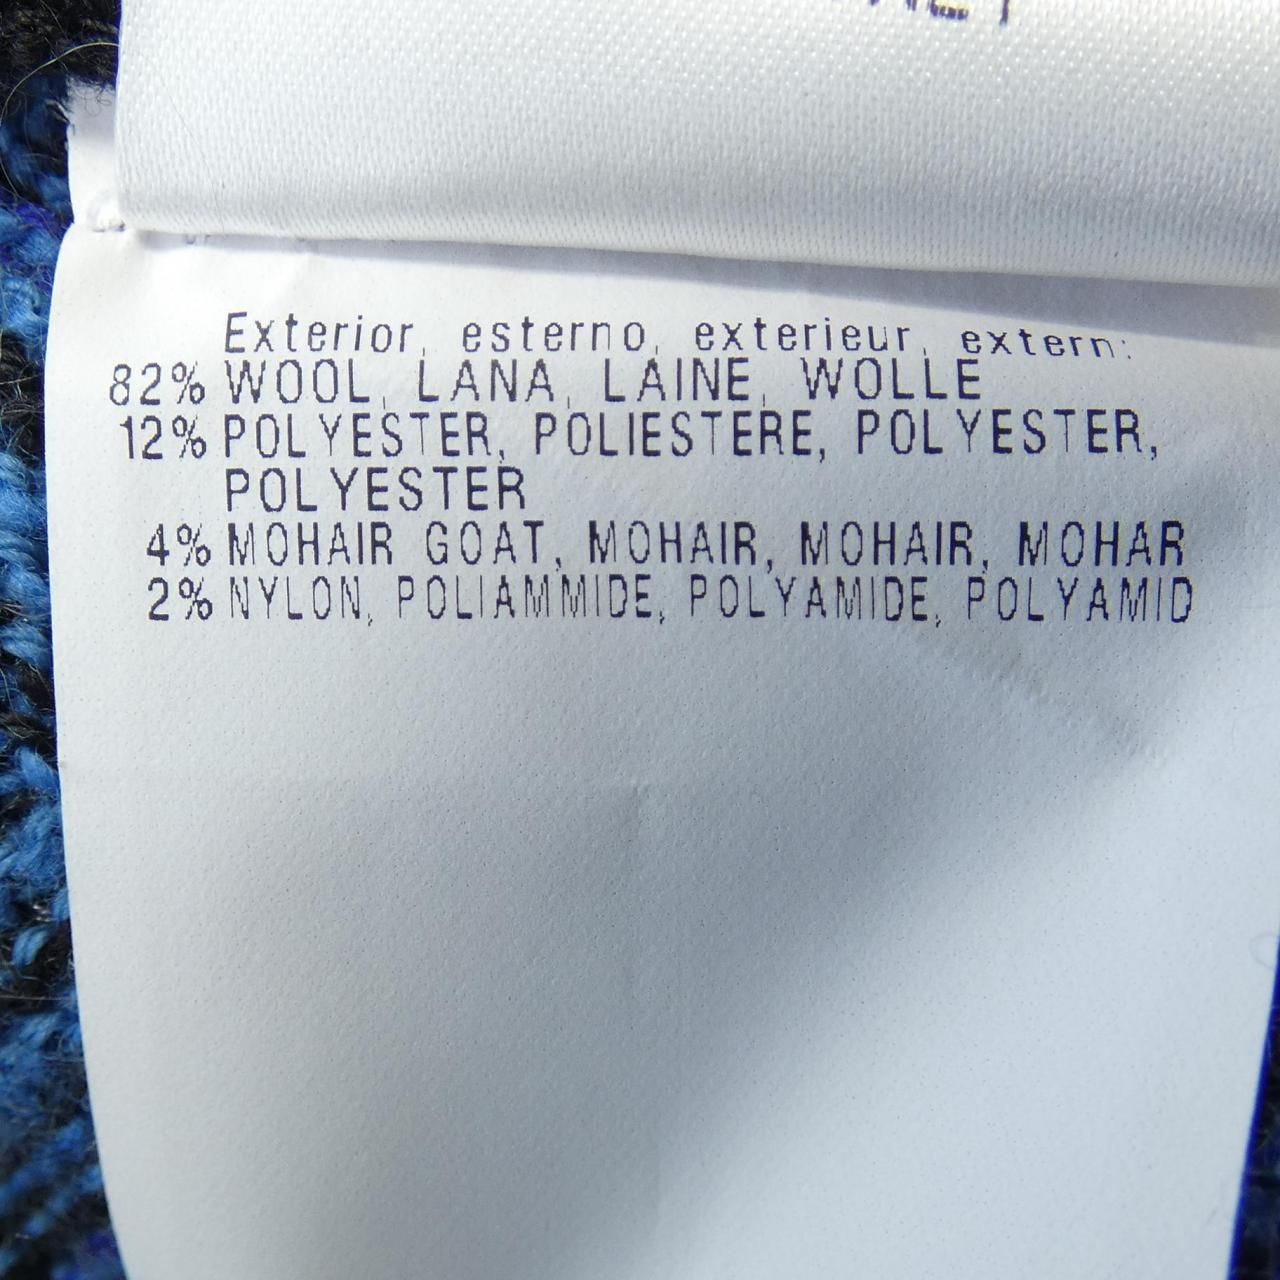 Exterior, esterno, exterieur, extern:
82% WOOL, LANA, LAINE, WOLLE
12% POLYESTER, POLIESTERE, POLYESTER,
POLYESTER
4% MOHAIR GOAT, MOHAIR, MOHAIR, MOHAR
2% NYLON, POLIAMMIDE, POLYAMIDE, POLYAMID